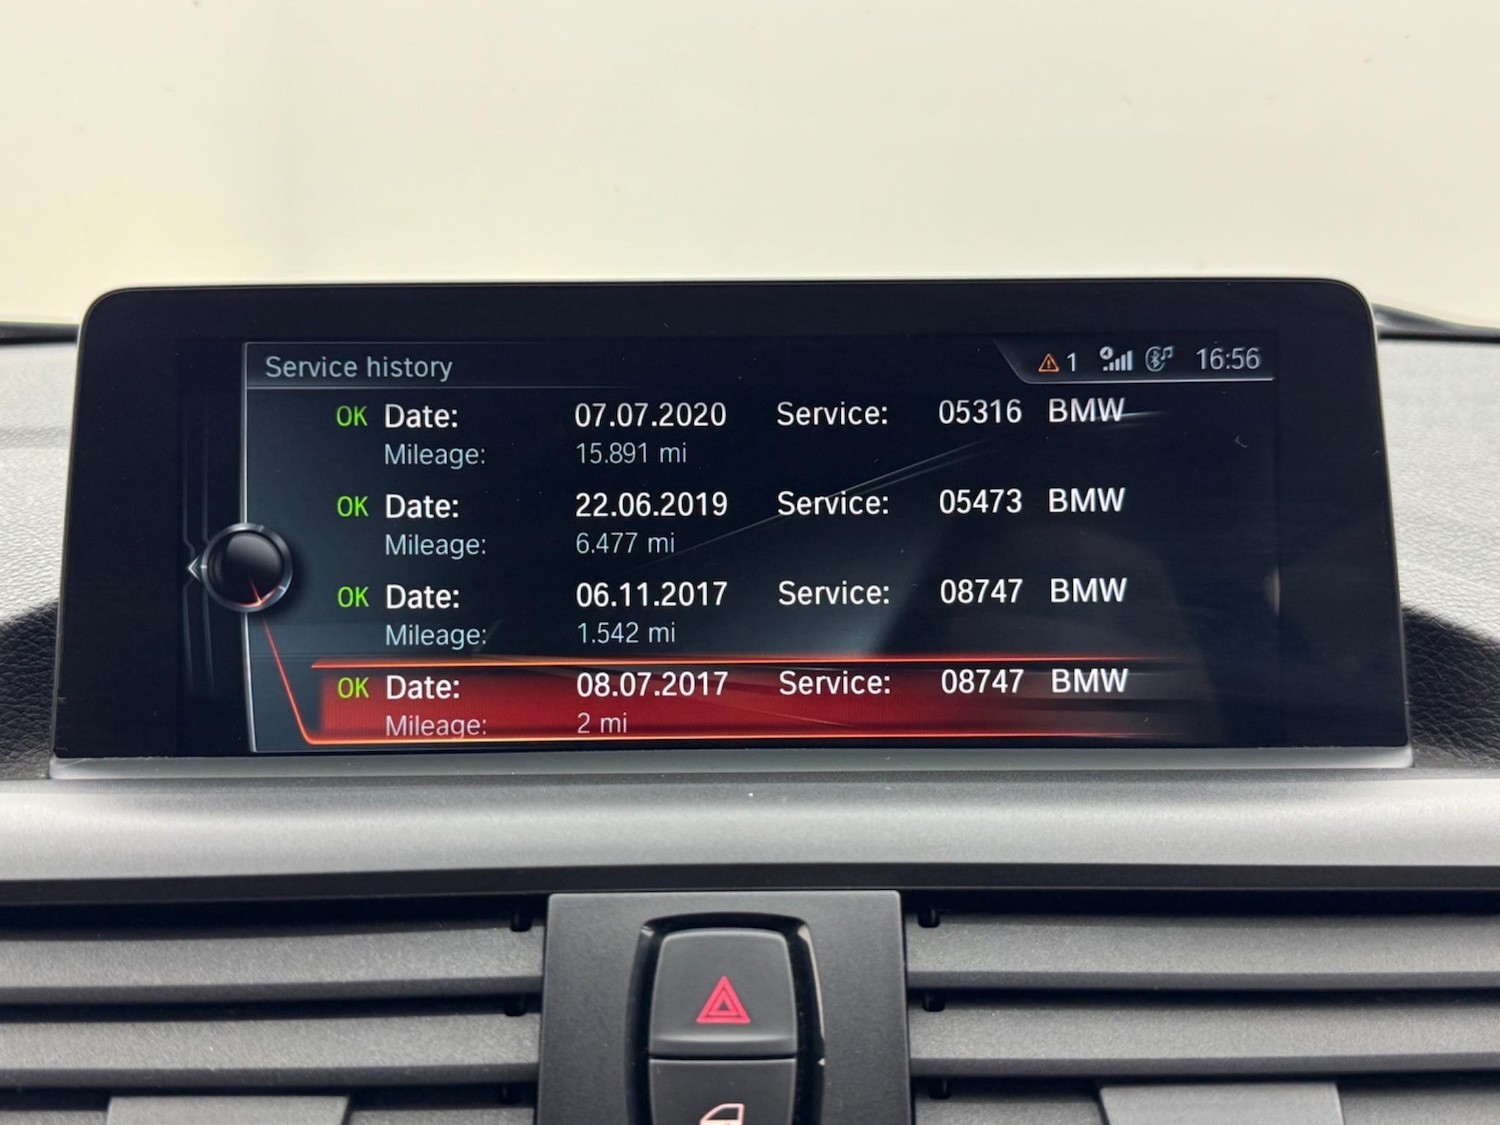 Service history 1 16:56
OK Date: 07.07.2020 Service: 05316 BMW
Mileage: 15.891 mi
OK Date: 22.06.2019 Service: 05473 BMW
Mileage: 6.477 mi
OK Date: 06.11.2017 Service: 08747 BMW
Mileage: 1.542 mi
OK Date: 08.07.2017 Service: 08747 BMW
Mileage: 2 mi